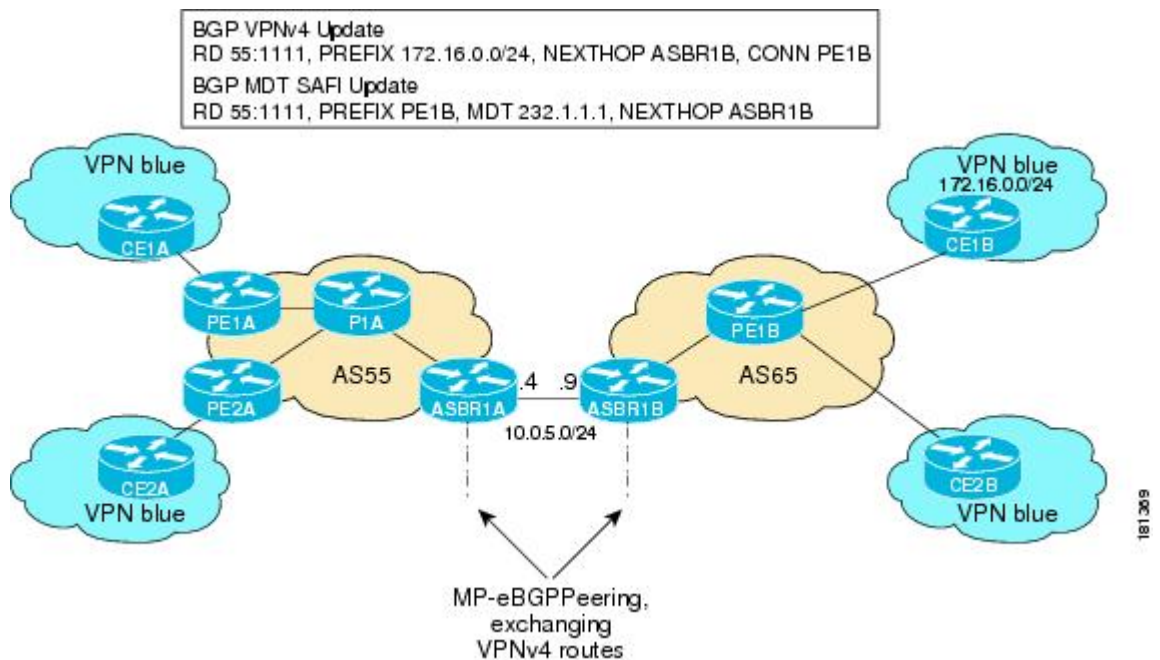 BGP VPNv4 Update
RD 55:1111, PREFIX 172.16.0.0/24, NEXTHOP ASBR1B, CONN PE1B
BGP MDT SAFI Update
RD 55:1111, PREFIX PE1B, MDT 232.1.1.1, NEXTHOP ASBR1B
VPN blue
CE1A
VPN blue
172.16.0.0/24
CE1B
PE1A
P1A
PE1B
AS55
AS65
PE2A
ASBR1A
.4
.9
ASBR1B
10.0.5.0/24
CE2A
VPN blue
CE2B
VPN blue
MP-eBGPPeering,
exchanging
VPNv4 routes
181369